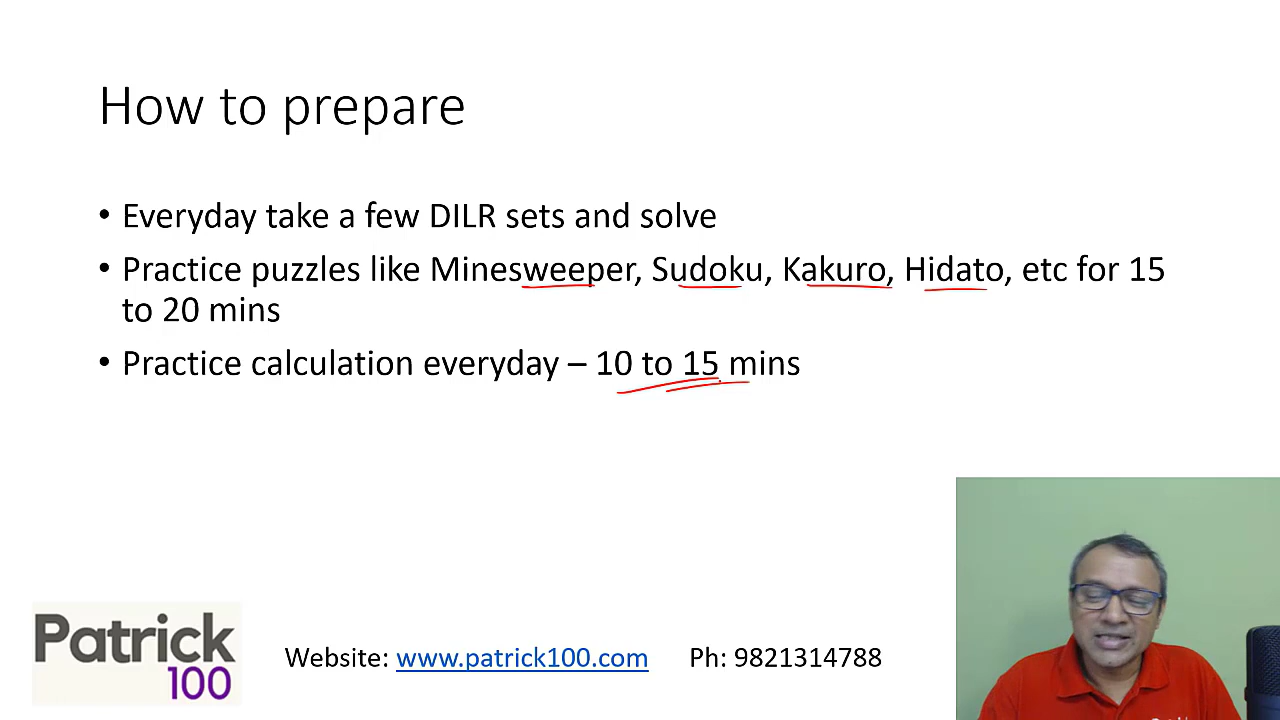 How to prepare
• Everyday take a few DILR sets and solve
• Practice puzzles like Minesweeper, Sudoku, Kakuro, Hidato, etc for 15
to 20 mins
• Practice calculation everyday – 10 to 15 mins
Patrick
100
Website: www.patrick100.com Ph: 9821314788